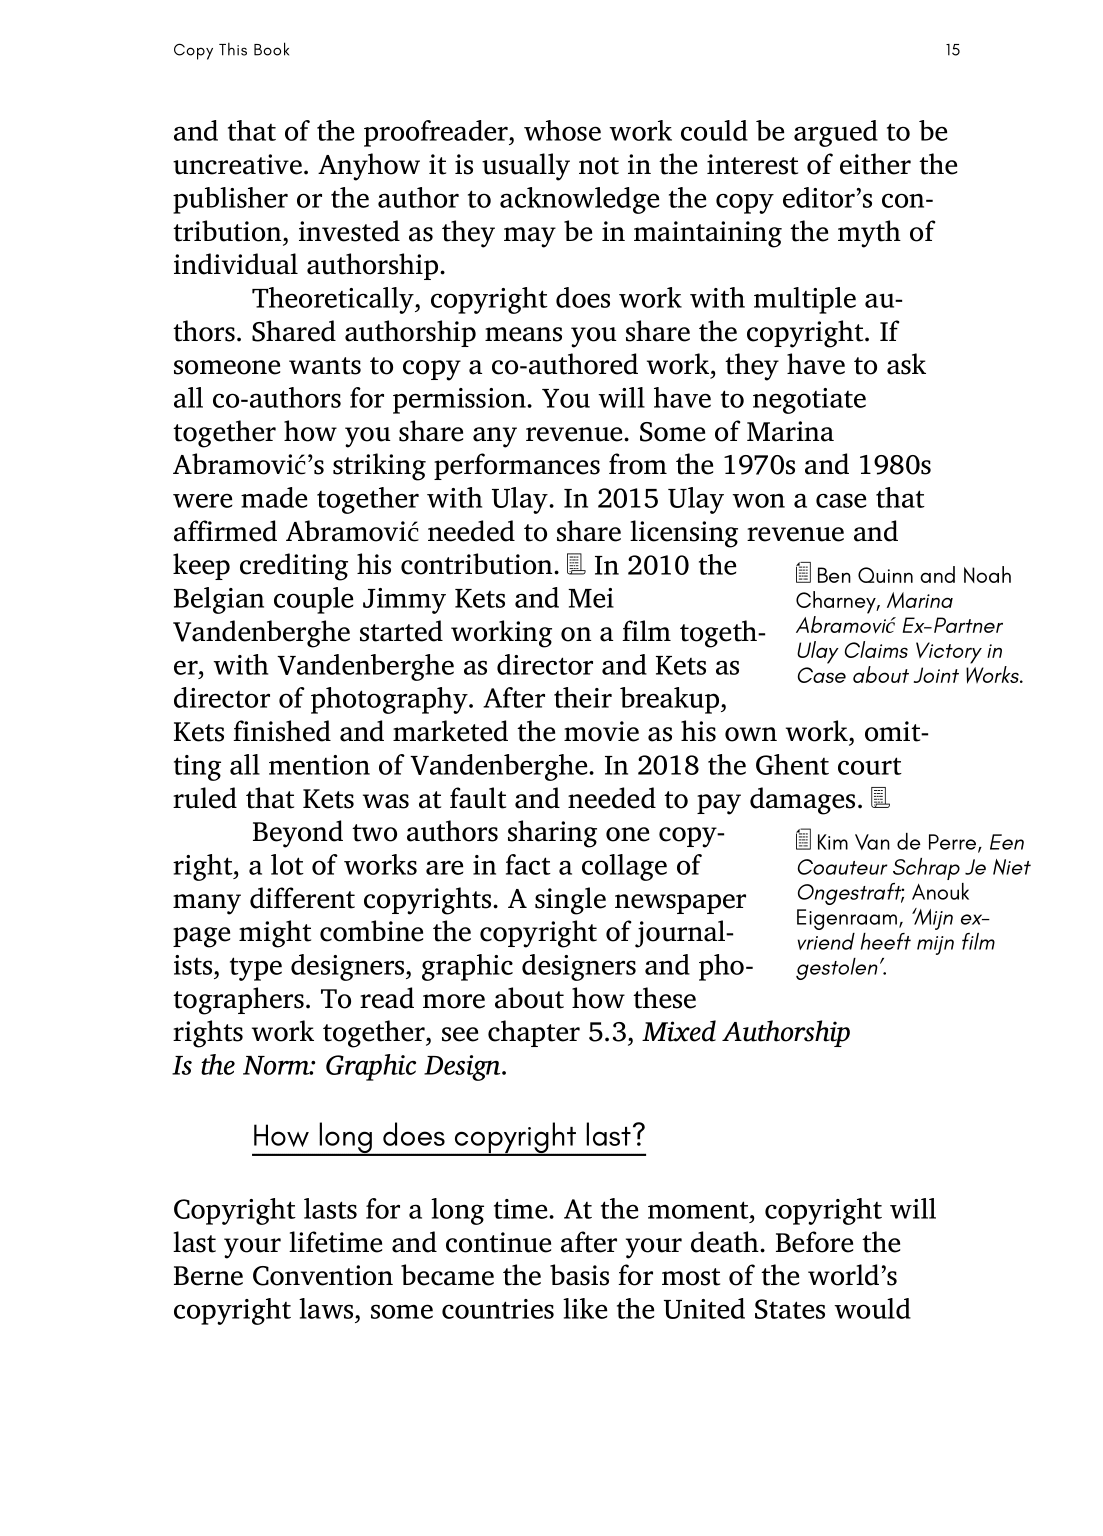 Copy This Book
15
and that of the proofreader, whose work could be argued to be
uncreative. Anyhow it is usually not in the interest of either the
publisher or the author to acknowledge the copy editor’s con-
tribution, invested as they may be in maintaining the myth of
individual authorship.
Theoretically, copyright does work with multiple au-
thors. Shared authorship means you share the copyright. If
someone wants to copy a co-authored work, they have to ask
all co-authors for permission. You will have to negotiate
together how you share any revenue. Some of Marina
Abramović’s striking performances from the 1970s and 1980s
were made together with Ulay. In 2015 Ulay won a case that
affirmed Abramović needed to share licensing revenue and
keep crediting his contribution. In 2010 the
Belgian couple Jimmy Kets and Mei
Vandenberghe started working on a film togeth-
er, with Vandenberghe as director and Kets as
director of photography. After their breakup,
Kets finished and marketed the movie as his own work, omit-
ting all mention of Vandenberghe. In 2018 the Ghent court
ruled that Kets was at fault and needed to pay damages.
Ben Quinn and Noah
Charney, Marina
Abramović Ex-Partner
Ulay Claims Victory in
Case about Joint Works.
Beyond two authors sharing one copy-
right, a lot of works are in fact a collage of
many different copyrights. A single newspaper
page might combine the copyright of journal-
ists, type designers, graphic designers and pho-
tographers. To read more about how these
rights work together, see chapter 5.3, Mixed Authorship
Is the Norm: Graphic Design.
Kim Van de Perre, Een
Coauteur Schrap Je Niet
Ongestraft; Anouk
Eigenraam, ‘Mijn ex-
vriend heeft mijn film
gestolen’.
How long does copyright last?
Copyright lasts for a long time. At the moment, copyright will
last your lifetime and continue after your death. Before the
Berne Convention became the basis for most of the world’s
copyright laws, some countries like the United States would